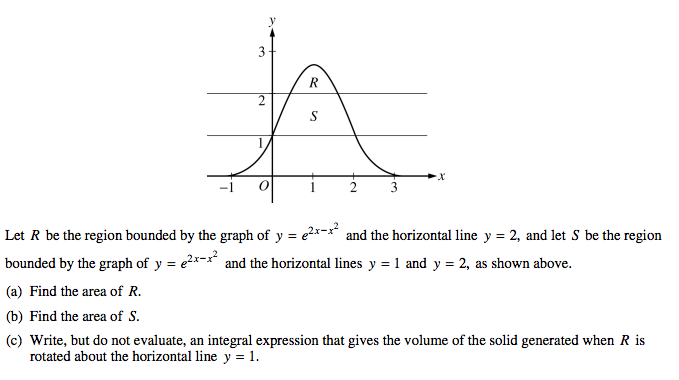 y
3
R
2
S
1
x
−1 O 1 2 3
Let R be the region bounded by the graph of y = e^{2x−x^2} and the horizontal line y = 2, and let S be the region
bounded by the graph of y = e^{2x−x^2} and the horizontal lines y = 1 and y = 2, as shown above.
(a) Find the area of R.
(b) Find the area of S.
(c) Write, but do not evaluate, an integral expression that gives the volume of the solid generated when R is
rotated about the horizontal line y = 1.